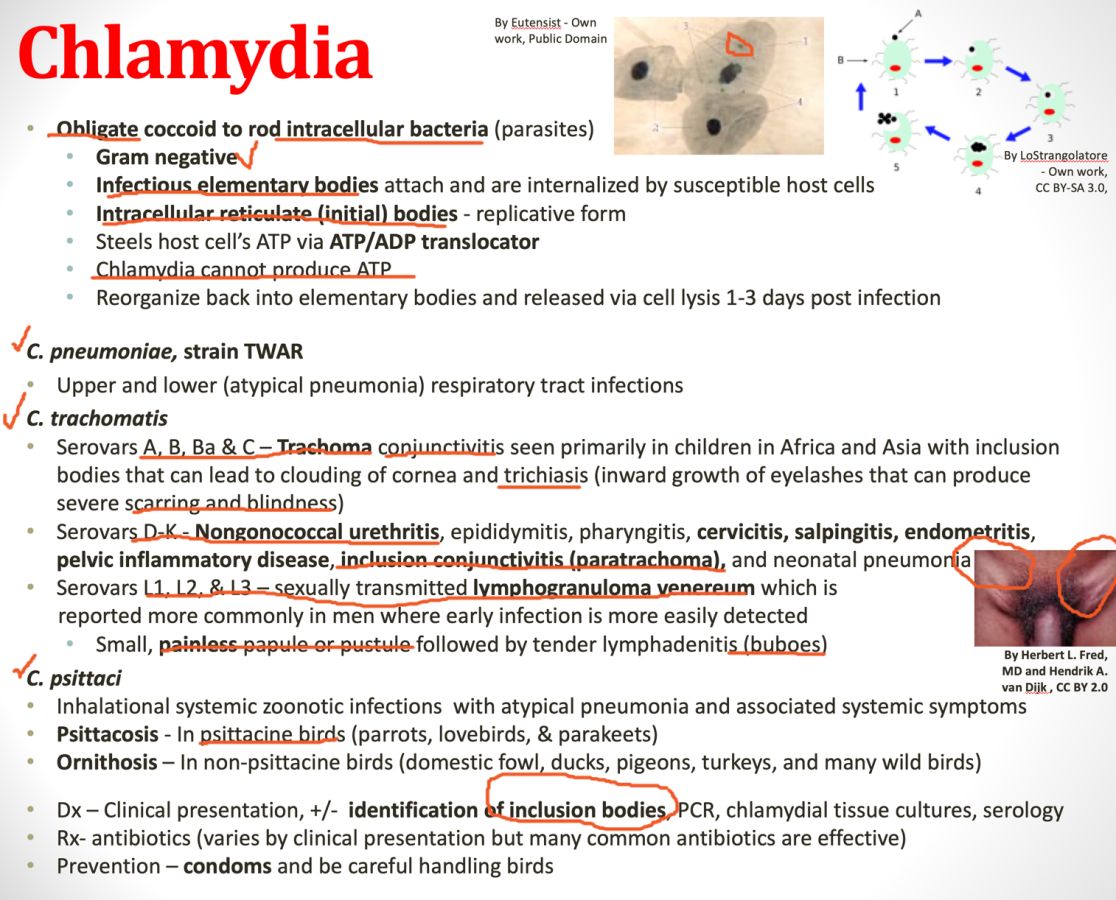 Chlamydia
By Eutensist - Own
work, Public Domain
3
1
2
4
A
B
1
2
3
4
5
By LoStrangolatore
- Own work,
CC BY-SA 3.0,
• Obligate coccoid to rod intracellular bacteria (parasites)
• Gram negative
• Infectious elementary bodies attach and are internalized by susceptible host cells
• Intracellular reticulate (initial) bodies - replicative form
• Steels host cell's ATP via ATP/ADP translocator
• Chlamydia cannot produce ATP
• Reorganize back into elementary bodies and released via cell lysis 1-3 days post infection
C. pneumoniae, strain TWAR
• Upper and lower (atypical pneumonia) respiratory tract infections
C. trachomatis
• Serovars A, B, Ba & C – Trachoma conjunctivitis seen primarily in children in Africa and Asia with inclusion
bodies that can lead to clouding of cornea and trichiasis (inward growth of eyelashes that can produce
severe scarring and blindness)
• Serovars D-K - Nongonococcal urethritis, epididymitis, pharyngitis, cervicitis, salpingitis, endometritis,
pelvic inflammatory disease, inclusion conjunctivitis (paratrachoma), and neonatal pneumonia
• Serovars L1, L2, & L3 – sexually transmitted lymphogranuloma venereum which is
reported more commonly in men where early infection is more easily detected
• Small, painless papule or pustule followed by tender lymphadenitis (buboes)
By Herbert L. Fred,
MD and Hendrik A.
van Dijk , CC BY 2.0
C. psittaci
• Inhalational systemic zoonotic infections with atypical pneumonia and associated systemic symptoms
• Psittacosis - In psittacine birds (parrots, lovebirds, & parakeets)
• Ornithosis – In non-psittacine birds (domestic fowl, ducks, pigeons, turkeys, and many wild birds)
• Dx – Clinical presentation, +/- identification of inclusion bodies, PCR, chlamydial tissue cultures, serology
• Rx- antibiotics (varies by clinical presentation but many common antibiotics are effective)
• Prevention – condoms and be careful handling birds